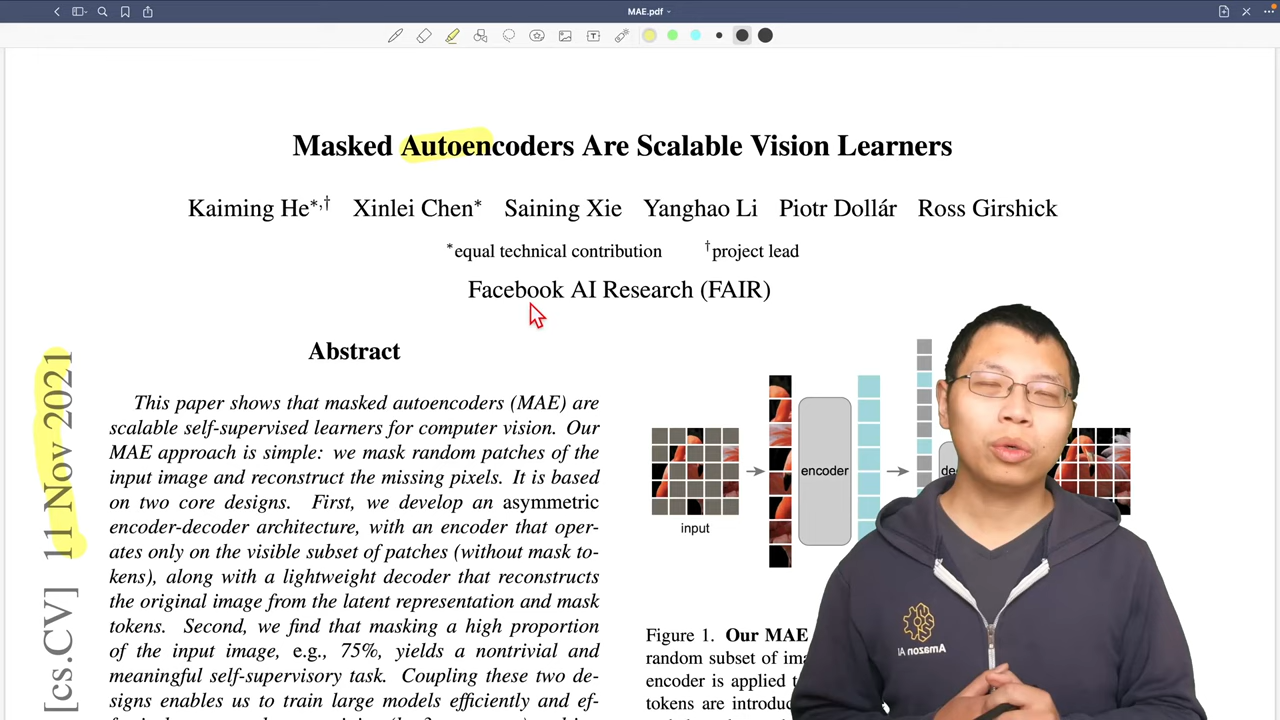 MAE.pdf
Masked Autoencoders Are Scalable Vision Learners
Kaiming He*,† Xinlei Chen* Saining Xie Yanghao Li Piotr Dollár Ross Girshick
*equal technical contribution †project lead
Facebook AI Research (FAIR)
[cs.CV] 11 Nov 2021
Abstract
This paper shows that masked autoencoders (MAE) are
scalable self-supervised learners for computer vision. Our
MAE approach is simple: we mask random patches of the
input image and reconstruct the missing pixels. It is based
on two core designs. First, we develop an asymmetric
encoder-decoder architecture, with an encoder that oper-
ates only on the visible subset of patches (without mask to-
kens), along with a lightweight decoder that reconstructs
the original image from the latent representation and mask
tokens. Second, we find that masking a high proportion
of the input image, e.g., 75%, yields a nontrivial and
meaningful self-supervisory task. Coupling these two de-
signs enables us to train large models efficiently and ef-
input
encoder
de
Figure 1. Our MAE
random subset of ima
encoder is applied t
tokens are introduc
Amazon AI